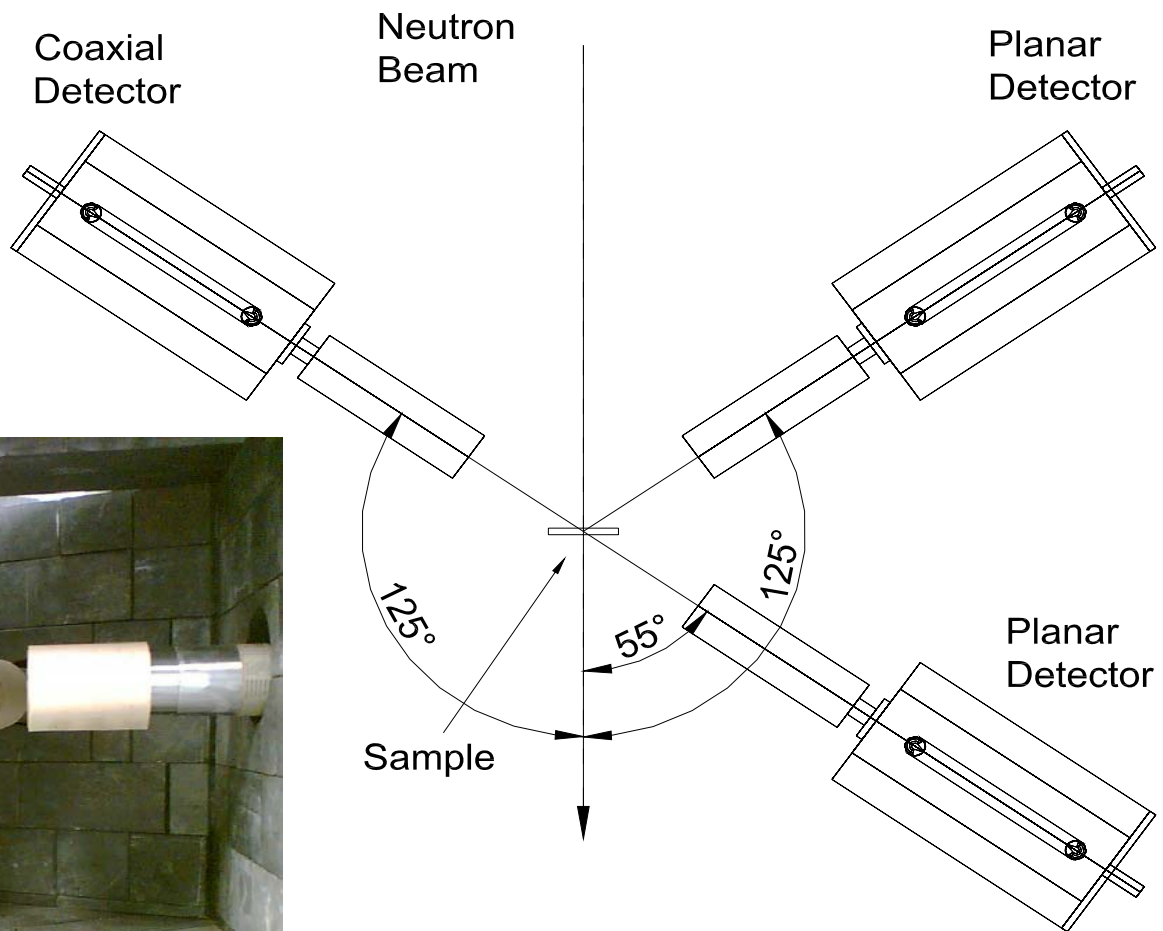 Coaxial
Detector
Neutron
Beam
Planar
Detector
125°
55°
125°
Planar
Detector
Sample